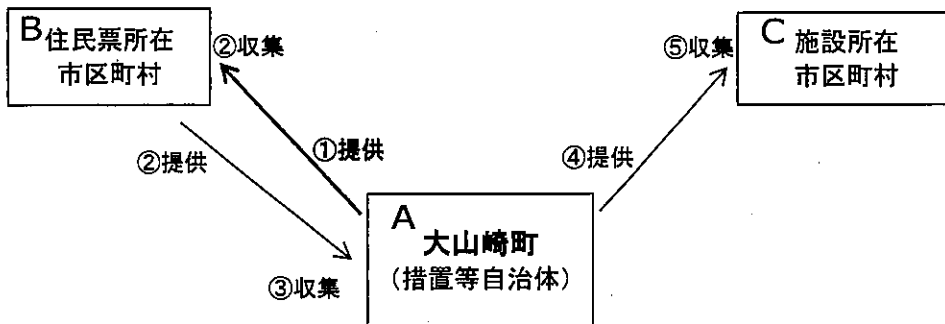 B 住民票所在
市区町村
②収集
⑤収集
C 施設所在
市区町村
②提供
①提供
④提供
A
大山崎町
(措置等自治体)
③収集